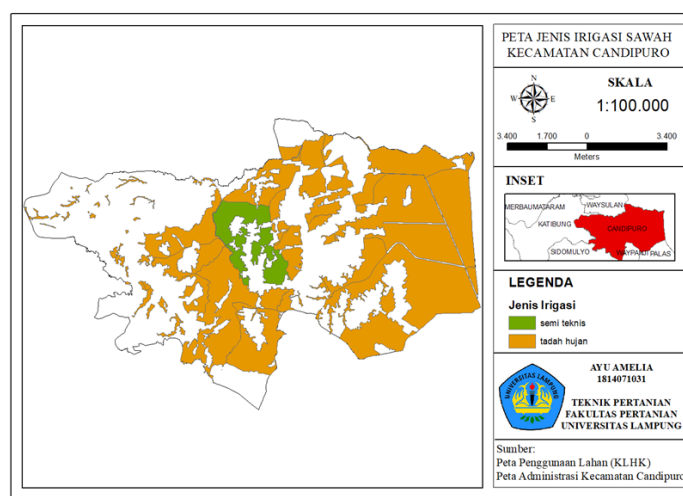 PETA JENIS IRIGASI SAWAH
KECAMATAN CANDIPURO
N
W E
S
SKALA
1:100.000
3.400 1.700 0 3.400
Meters
INSET
MERBAUMATARAM
WAYSULAN
KATIBUNG
CANDIPURO
SIDOMULYO
PALAS
LEGENDA
Jenis Irigasi
semi teknis
tadah hujan
UNIVERSITAS LAMPUNG
AYU AMELIA
1814071031
TEKNIK PERTANIAN
FAKULTAS PERTANIAN
UNIVERSITAS LAMPUNG
Sumber:
Peta Penggunaan Lahan (KLHK)
Peta Administrasi Kecamatan Candipuro